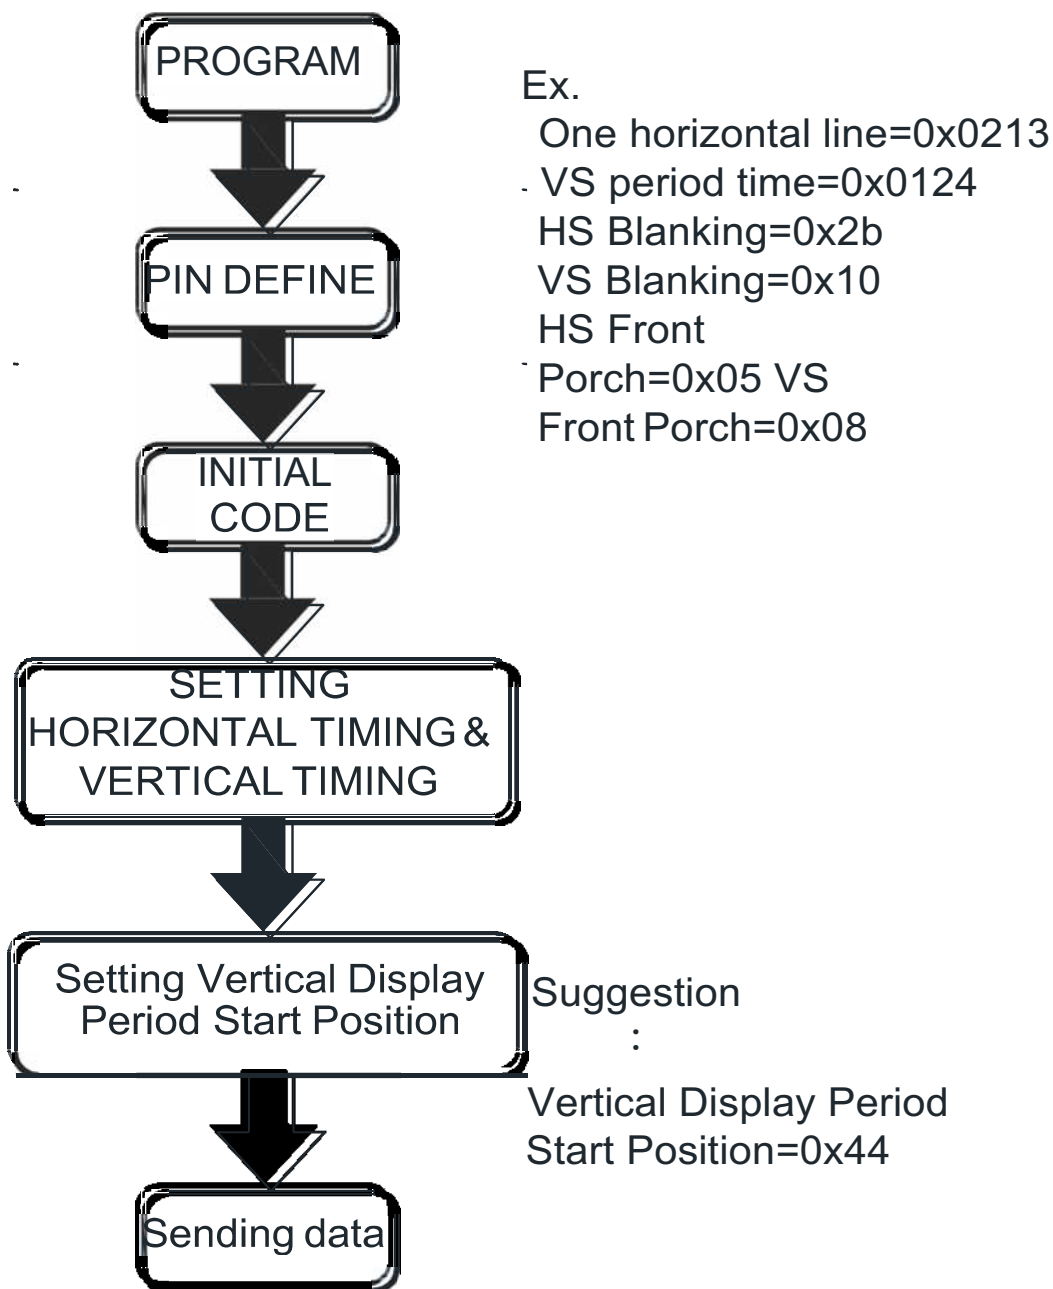 PROGRAM
Ex.
One horizontal line=0x0213
VS period time=0x0124
HS Blanking=0x2b
PIN DEFINE
VS Blanking=0x10
HS Front
Porch=0x05 VS
Front Porch=0x08
INITIAL
CODE
SETTING
HORIZONTAL TIMING &
VERTICAL TIMING
Setting Vertical Display
Period Start Position
Suggestion
:
Vertical Display Period
Start Position=0x44
Sending data